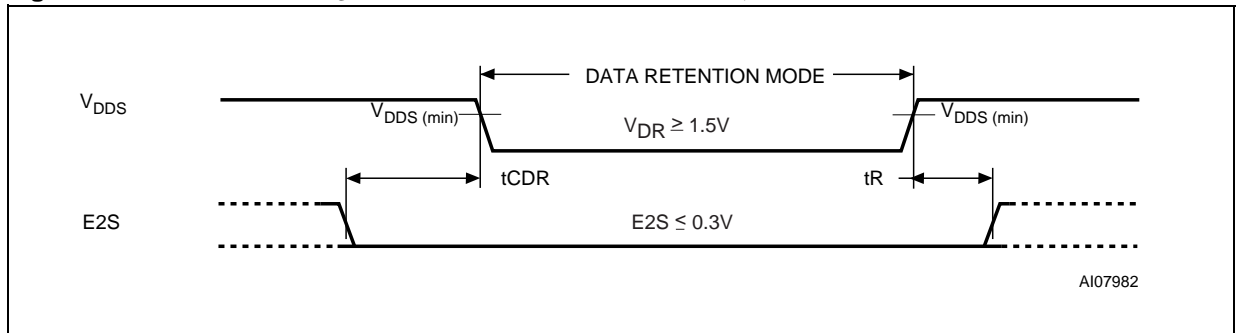 DATA RETENTION MODE
VDDS
VDDS (min)
VDR ≥ 1.5V
VDDS (min)
tCDR
tR
E2S
E2S ≤ 0.3V
AI07982